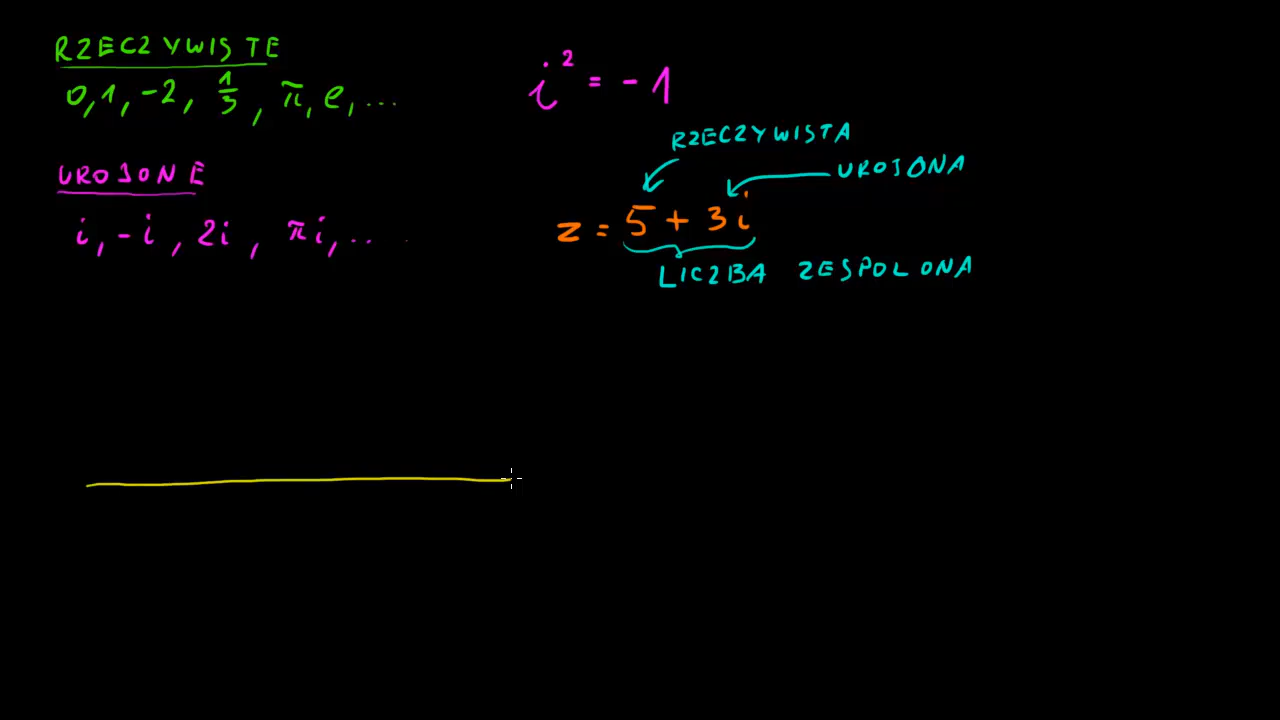 RZECZYWISTE
0, 1, -2, 1/3, π, e, ...
UROJONE
i, -i, 2i, πi, ...
i² = -1
RZECZYWISTA
UROJONA
z = 5 + 3i
LICZBA ZESPOLONA